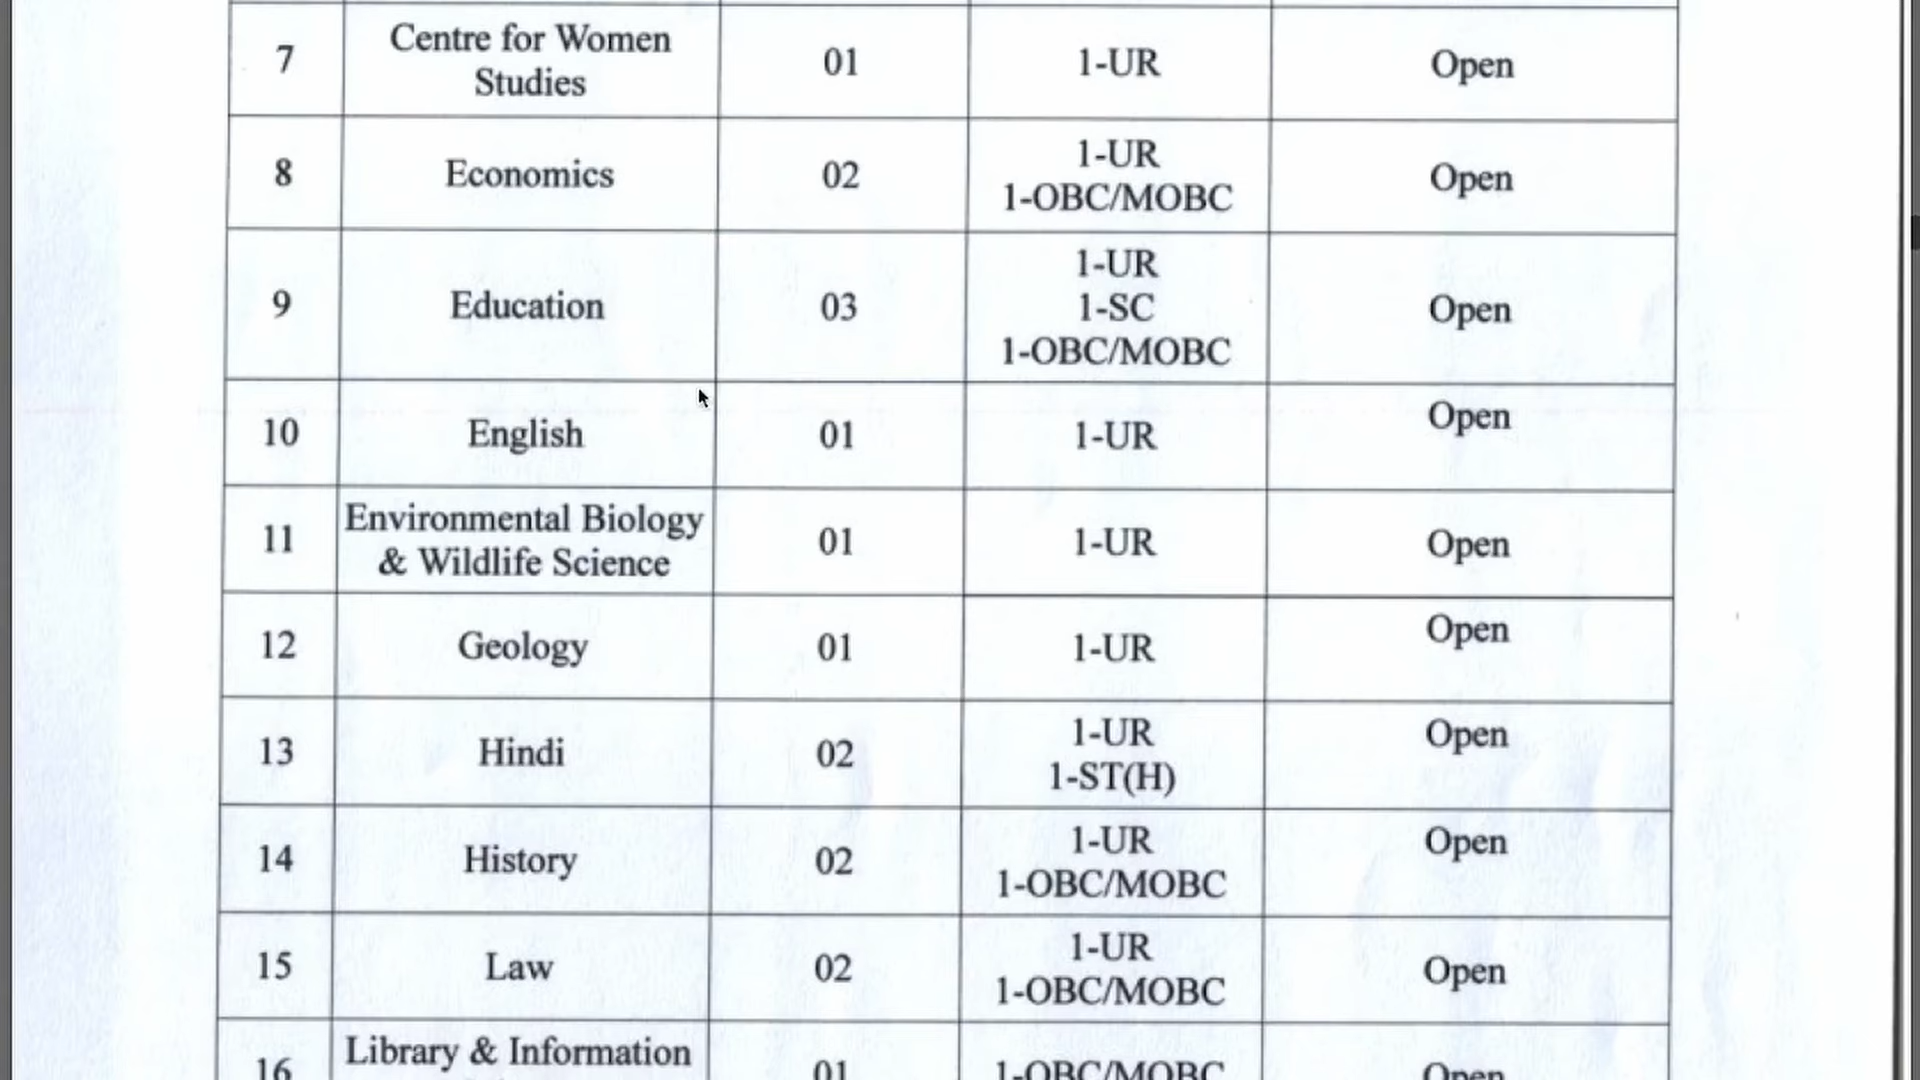 7 Centre for Women Studies 01 1-UR Open
8 Economics 02 1-UR 1-OBC/MOBC Open
9 Education 03 1-UR 1-SC 1-OBC/MOBC Open
10 English 01 1-UR Open
11 Environmental Biology & Wildlife Science 01 1-UR Open
12 Geology 01 1-UR Open
13 Hindi 02 1-UR 1-ST(H) Open
14 History 02 1-UR 1-OBC/MOBC Open
15 Law 02 1-UR 1-OBC/MOBC Open
16 Library & Information 01 1-OBC/MOBC Open